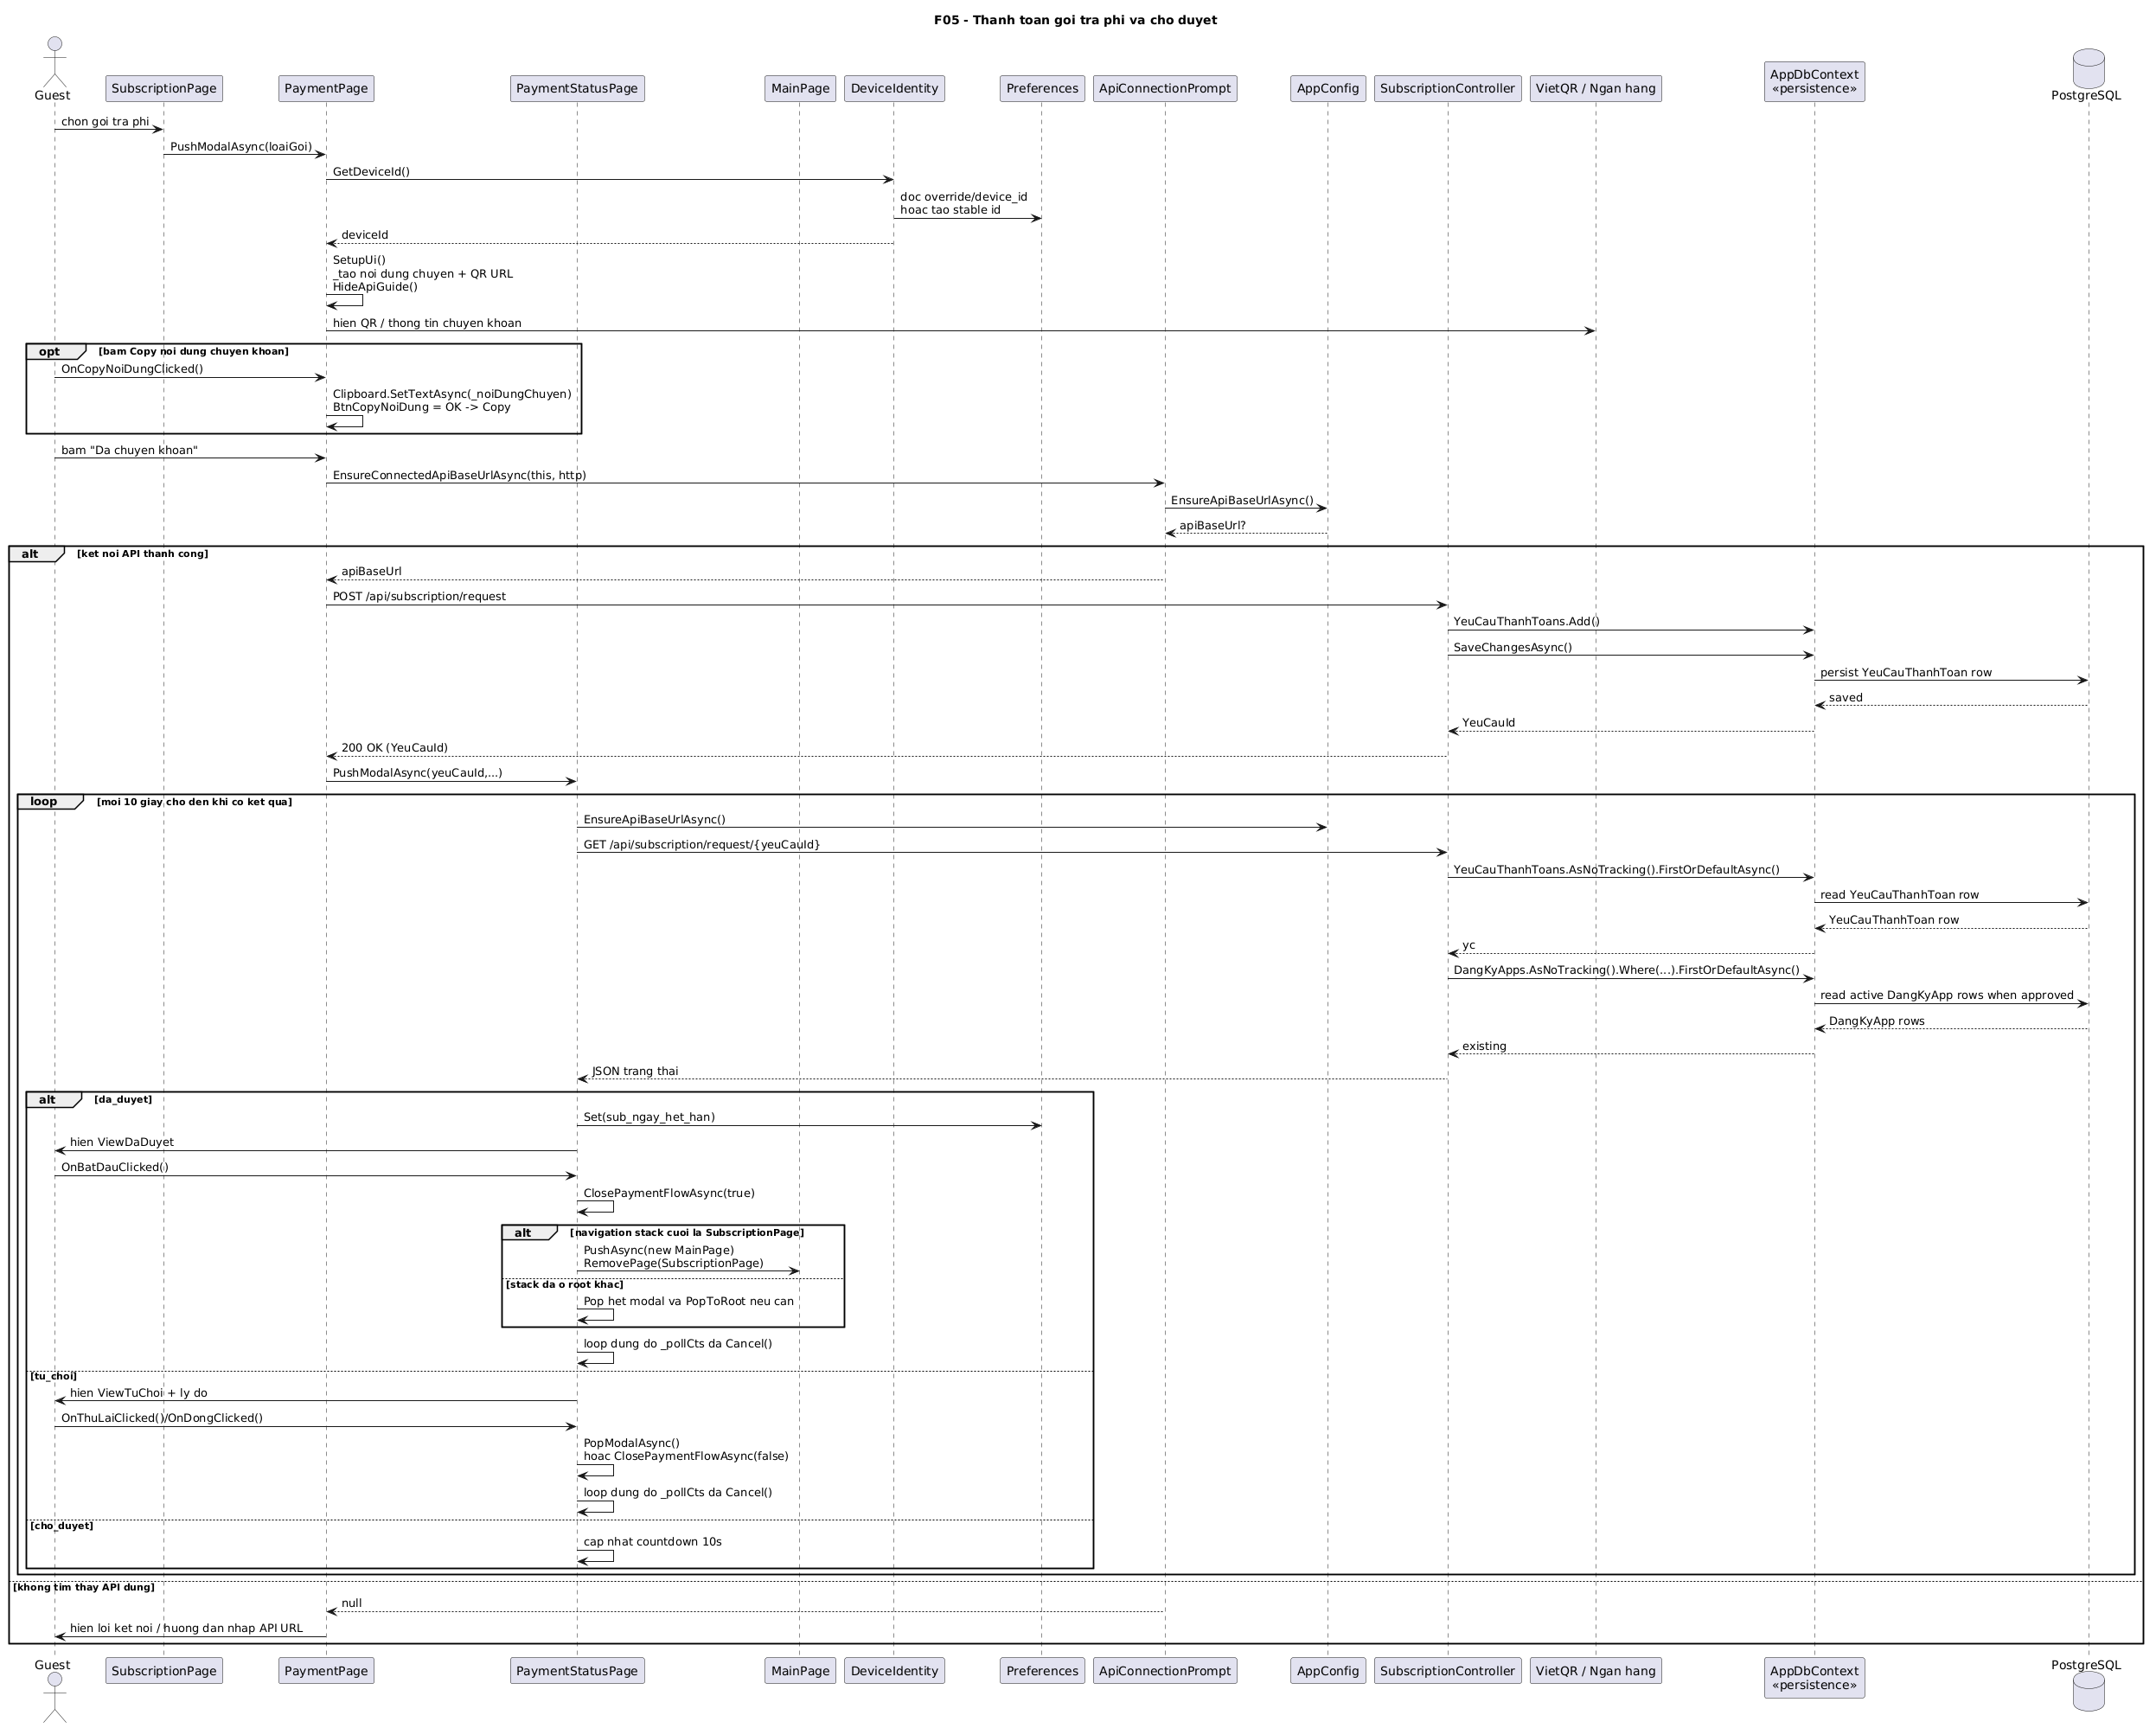 F05 - Thanh toan goi tra phi va cho duyet
Guest
SubscriptionPage
PaymentPage
PaymentStatusPage
MainPage
DeviceIdentity
Preferences
ApiConnectionPrompt
AppConfig
SubscriptionController
VietQR / Ngan hang
AppDbContext
«persistence»
PostgreSQL
chon goi tra phi
PushModalAsync(loaiGoi)
GetDeviceId()
doc override/device_id
hoac tao stable id
deviceId
SetupUi()
_tao noi dung chuyen + QR URL
HideApiGuide()
hien QR / thong tin chuyen khoan
opt [bam Copy noi dung chuyen khoan]
OnCopyNoiDungClicked()
Clipboard.SetTextAsync(_noiDungChuyen)
BtnCopyNoiDung = OK -> Copy
bam "Da chuyen khoan"
EnsureConnectedApiBaseUrlAsync(this, http)
EnsureApiBaseUrlAsync()
apiBaseUrl?
alt [ket noi API thanh cong]
apiBaseUrl
POST /api/subscription/request
YeuCauThanhToans.Add()
SaveChangesAsync()
persist YeuCauThanhToan row
saved
YeuCauId
200 OK (YeuCauId)
PushModalAsync(yeuCauId,...)
loop [moi 10 giay cho den khi co ket qua]
EnsureApiBaseUrlAsync()
GET /api/subscription/request/{yeuCauId}
YeuCauThanhToans.AsNoTracking().FirstOrDefaultAsync()
read YeuCauThanhToan row
YeuCauThanhToan row
yc
DangKyApps.AsNoTracking().Where(...).FirstOrDefaultAsync()
read active DangKyApp rows when approved
DangKyApp rows
existing
JSON trang thai
alt [da_duyet]
Set(sub_ngay_het_han)
hien ViewDaDuyet
OnBatDauClicked()
ClosePaymentFlowAsync(true)
alt [navigation stack cuoi la SubscriptionPage]
PushAsync(new MainPage)
RemovePage(SubscriptionPage)
[stack da o root khac]
Pop het modal va PopToRoot neu can
loop dung do _pollCts da Cancel()
[tu_choi]
hien ViewTuChoi + ly do
OnThuLaiClicked()/OnDongClicked()
PopModalAsync()
hoac ClosePaymentFlowAsync(false)
loop dung do _pollCts da Cancel()
[cho_duyet]
cap nhat countdown 10s
[khong tim thay API dung]
null
hien loi ket noi / huong dan nhap API URL
Guest
SubscriptionPage
PaymentPage
PaymentStatusPage
MainPage
DeviceIdentity
Preferences
ApiConnectionPrompt
AppConfig
SubscriptionController
VietQR / Ngan hang
AppDbContext
«persistence»
PostgreSQL